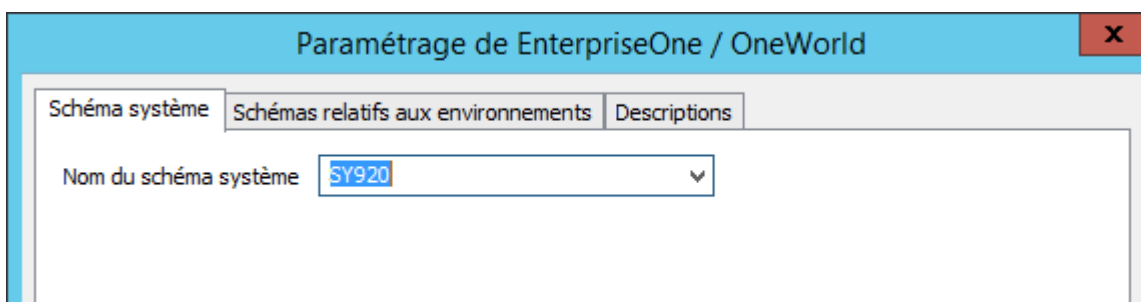 Paramétrage de EnterpriseOne / OneWorld
x
Schéma système Schémas relatifs aux environnements Descriptions
Nom du schéma système SY920